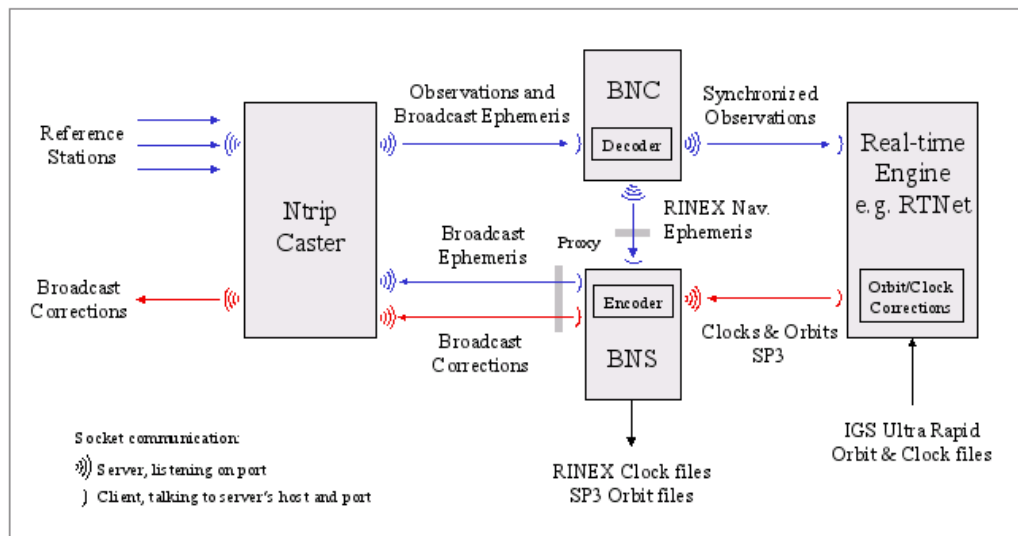 Reference
Stations
Ntrip
Caster
Observations and
Broadcast Ephemeris
BNC
Decoder
Synchronized
Observations
Real-time
Engine
e.g. RTNet
RINEX Nav.
Ephemeris
Broadcast
Ephemeris
Proxy
Broadcast
Corrections
Encoder
BNS
Broadcast
Corrections
Orbit/Clock
Corrections
Clocks & Orbits
SP3
IGS Ultra Rapid
Orbit & Clock files
RINEX Clock files
SP3 Orbit files
Socket communication:
Server, listening on port
Client, talking to server's host and port